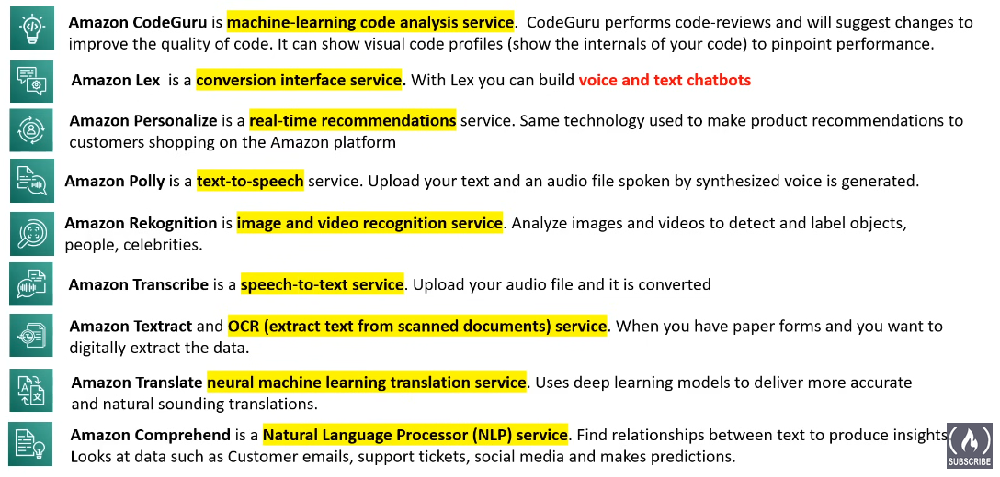 Amazon CodeGuru is machine-learning code analysis service. CodeGuru performs code-reviews and will suggest changes to
improve the quality of code. It can show visual code profiles (show the internals of your code) to pinpoint performance.
Amazon Lex is a conversion interface service. With Lex you can build voice and text chatbots
Amazon Personalize is a real-time recommendations service. Same technology used to make product recommendations to
customers shopping on the Amazon platform
Amazon Polly is a text-to-speech service. Upload your text and an audio file spoken by synthesized voice is generated.
Amazon Rekognition is image and video recognition service. Analyze images and videos to detect and label objects,
people, celebrities.
Amazon Transcribe is a speech-to-text service. Upload your audio file and it is converted
Amazon Textract and OCR (extract text from scanned documents) service. When you have paper forms and you want to
digitally extract the data.
Amazon Translate neural machine learning translation service. Uses deep learning models to deliver more accurate
and natural sounding translations.
Amazon Comprehend is a Natural Language Processor (NLP) service. Find relationships between text to produce insights
Looks at data such as Customer emails, support tickets, social media and makes predictions.
SUBSCRIBE